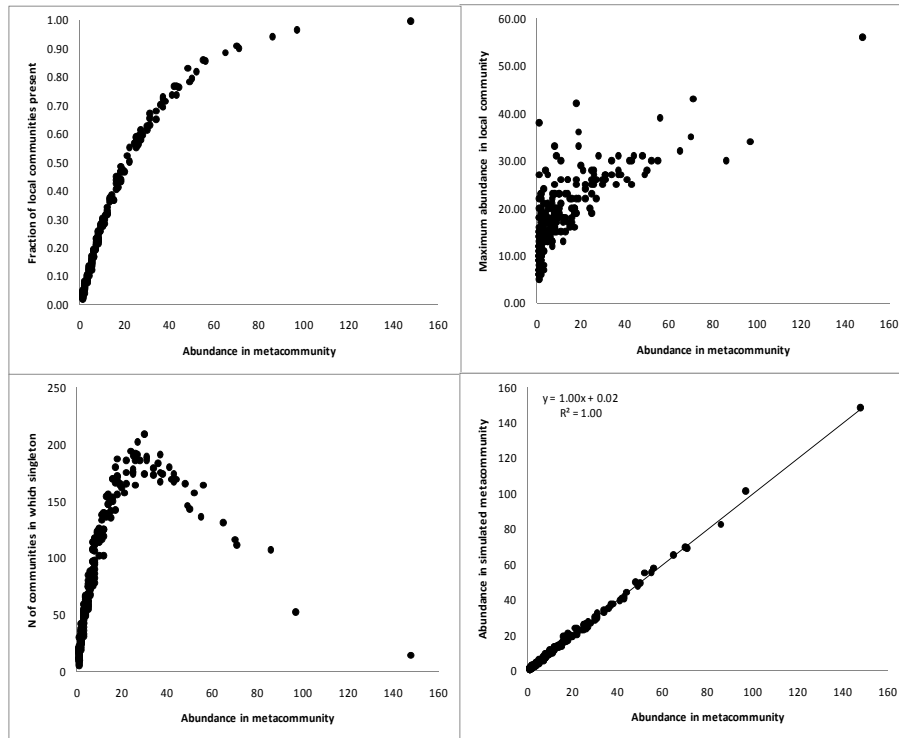 1.00
0.90
0.80
0.70
0.60
0.50
0.40
0.30
0.20
0.10
0.00
Fraction of local communities present
0 20 40 60 80 100 120 140 160
Abundance in metacommunity
60.00
50.00
40.00
30.00
20.00
10.00
0.00
Maximum abundance in local community
0 20 40 60 80 100 120 140 160
Abundance in metacommunity
250
200
150
100
50
0
N of communities in which singleton
0 20 40 60 80 100 120 140 160
Abundance in metacommunity
160
140
120
100
80
60
40
20
0
Abundance in simulated metacommunity
y = 1.00x + 0.02
R² = 1.00
0 20 40 60 80 100 120 140 160
Abundance in metacommunity